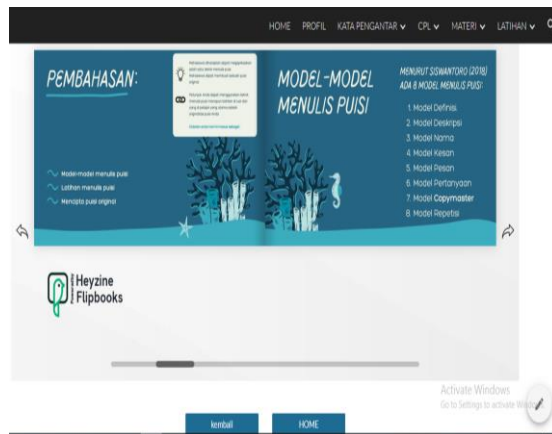 HOME PROFIL KATA PENGANTAR CPL MATERI LATIHAN
PEMBAHASAN:
Model-model menulis puisi
Latihan menulis puisi
Mencipta puisi original
MODEL-MODEL
MENULIS PUISI
MENURUT SISWANTORO (2018)
ADA 8 MODEL MENULIS PUISI:
1. Model Definisi
2. Model Deskripsi
3. Model Nama
4. Model Kesan
5. Model Pesan
6. Model Pertanyaan
7. Model Copymaster
8. Model Repetisi
Heyzine
Flipbooks
Activate Windows
Go to Settings to activate Windows.
kembali HOME